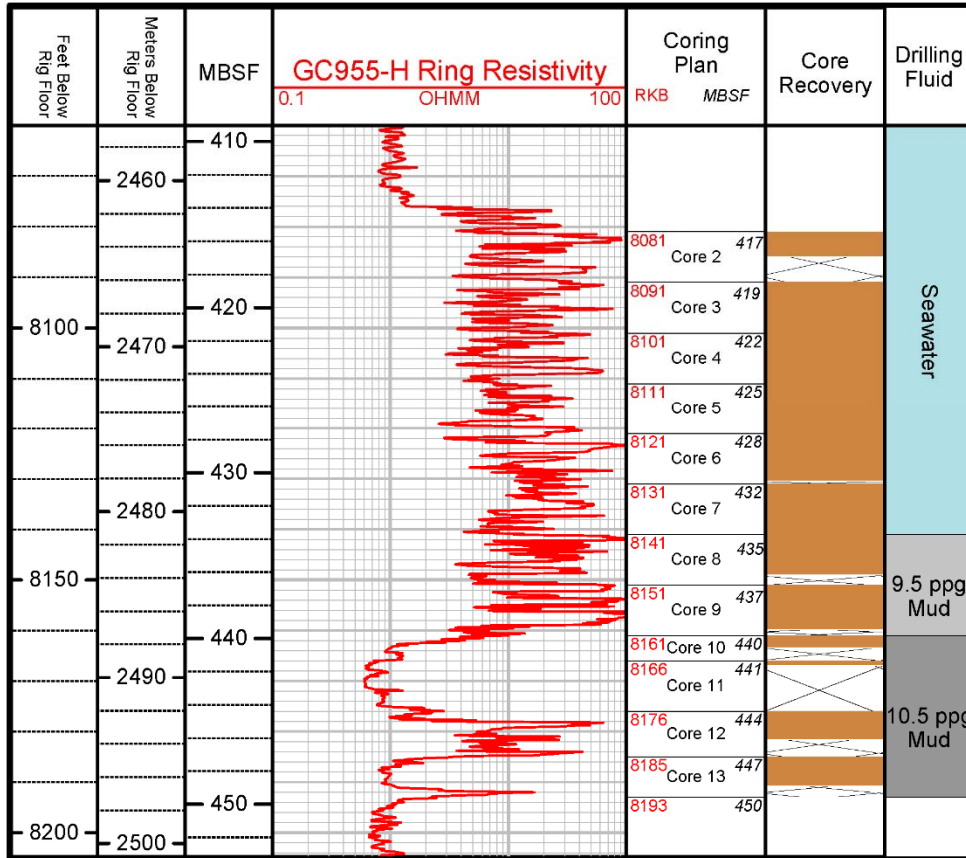 Feet Below
Rig Floor
Meters Below
Rig Floor
MBSF
GC955-H Ring Resistivity
0.1 OHMM 100
Coring
Plan
RKB MBSF
Core
Recovery
Drilling
Fluid
410
2460
8081 417
Core 2
8091 419
Core 3
420
8100
2470
8101 422
Core 4
8111 425
Core 5
8121 428
Core 6
430
8131 432
Core 7
2480
Seawater
8141 435
Core 8
8150
8151 437
Core 9
9.5 ppg
Mud
440
8161 Core 10 440
2490
8166 441
Core 11
8176 444
Core 12
10.5 ppg
Mud
8185 447
Core 13
450
8193 450
8200
2500